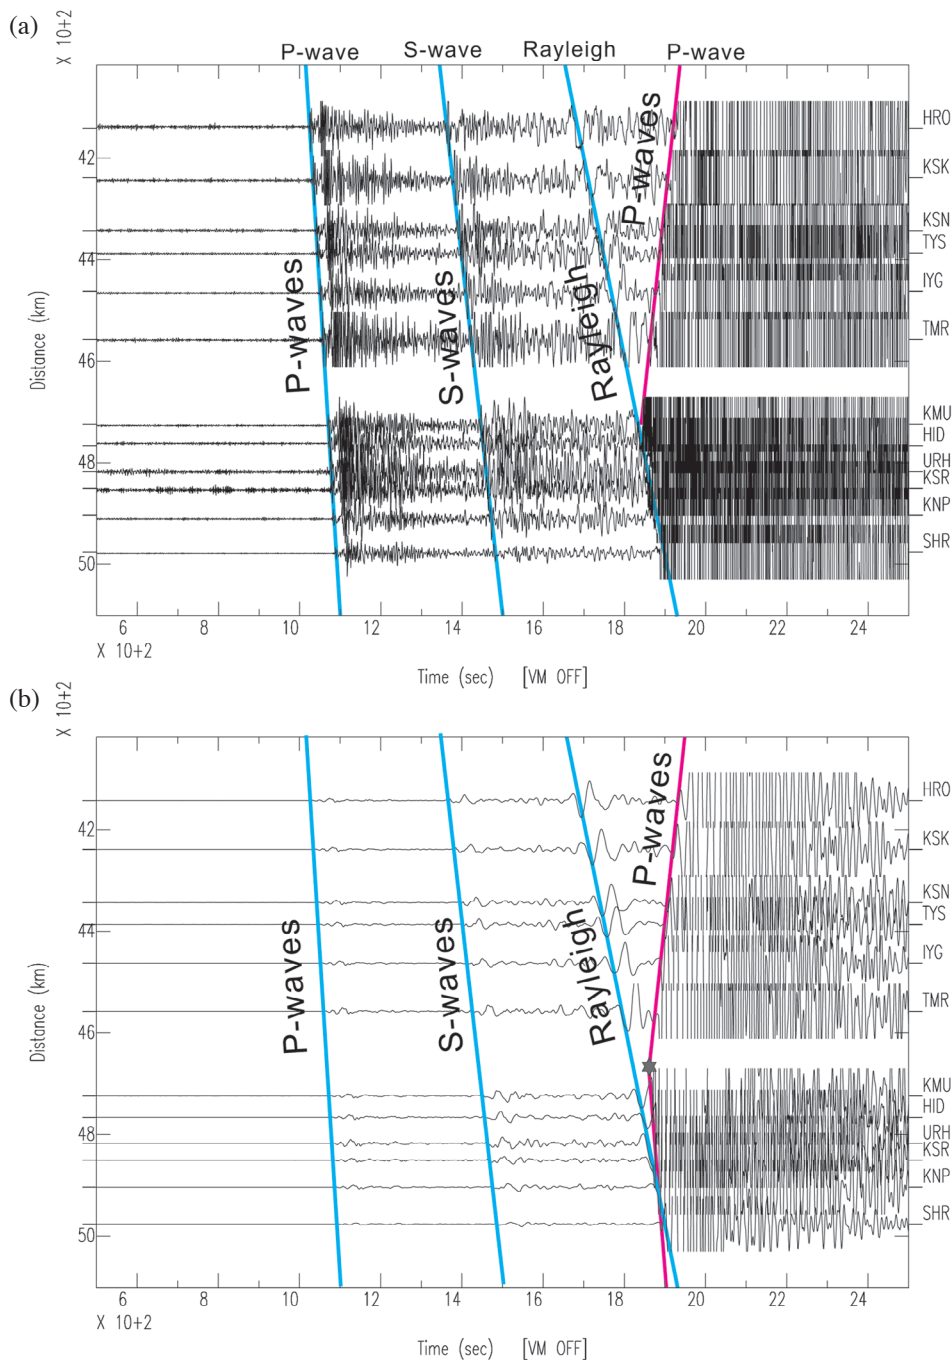 (a)
X 10+2
P-wave S-wave Rayleigh P-wave
HRO
42
KSK
P-waves
KSN
TYS
44
IYG
P-waves
S-waves
Rayleigh
Distance (km)
TMR
46
KMU
HID
48
URH
KSR
KNP
SHR
50
6 8 10 12 14 16 18 20 22 24
X 10+2
Time (sec) [VM OFF]
(b)
X 10+2
HRO
42
KSK
P-waves
KSN
TYS
44
IYG
P-waves
S-waves
Rayleigh
Distance (km)
TMR
46
KMU
HID
48
URH
KSR
KNP
SHR
50
6 8 10 12 14 16 18 20 22 24
X 10+2
Time (sec) [VM OFF]